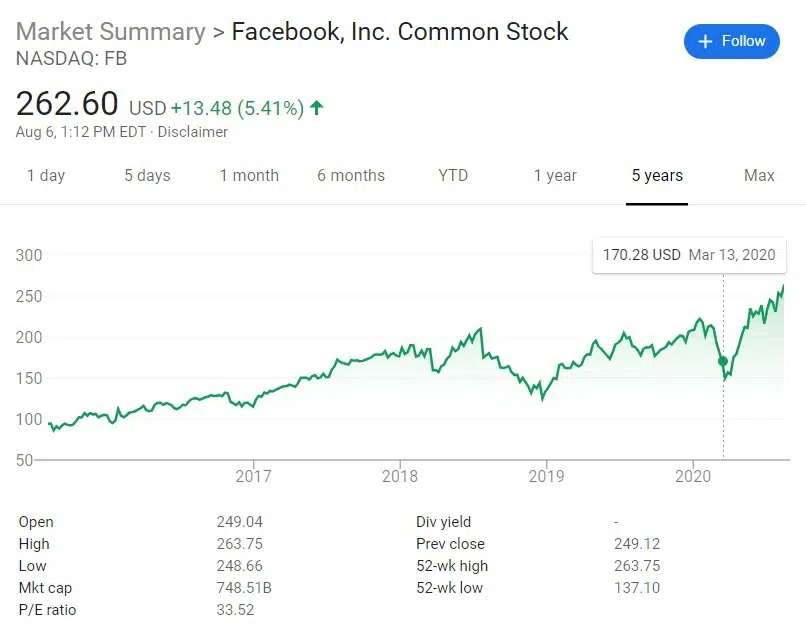 Market Summary > Facebook, Inc. Common Stock
NASDAQ: FB
+ Follow
262.60 USD +13.48 (5.41%) ↑
Aug 6, 1:12 PM EDT · Disclaimer
1 day 5 days 1 month 6 months YTD 1 year 5 years Max
170.28 USD Mar 13, 2020
300
250
200
150
100
50
2017 2018 2019 2020
Open 249.04 Div yield -
High 263.75 Prev close 249.12
Low 248.66 52-wk high 263.75
Mkt cap 748.51B 52-wk low 137.10
P/E ratio 33.52